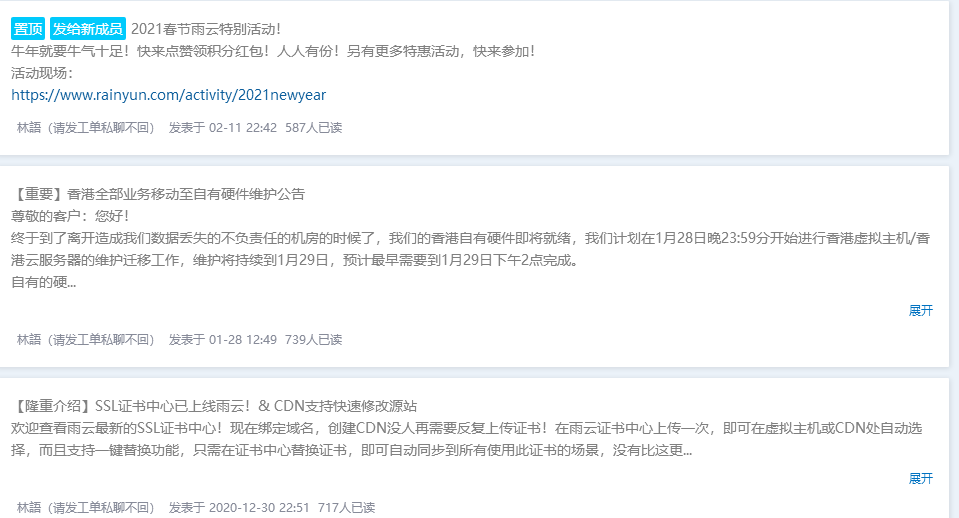 置顶 发给新成员 2021春节雨云特别活动！
牛年就要牛气十足！快来点赞领积分红包！人人有份！另有更多特惠活动，快来参加！
活动现场：
https://www.rainyun.com/activity/2021newyear
林語（请发工单私聊不回） 发表于 02-11 22:42 587人已读
【重要】香港全部业务移动至自有硬件维护公告
尊敬的客户：您好！
终于到了离开造成我们数据丢失的不负责任的机房的时候了，我们的香港自有硬件即将就绪，我们计划在1月28日晚23:59分开始进行香港虚拟主机/香
港云服务器的维护迁移工作，维护将持续到1月29日，预计最早需要到1月29日下午2点完成。
自有的硬...
展开
林語（请发工单私聊不回） 发表于 01-28 12:49 739人已读
【隆重介绍】SSL证书中心已上线雨云！& CDN支持快速修改源站
欢迎查看雨云最新的SSL证书中心！现在绑定域名，创建CDN没人再需要反复上传证书！在雨云证书中心上传一次，即可在虚拟主机或CDN处自动选
择，而且支持一键替换功能，只需在证书中心替换证书，即可自动同步到所有使用此证书的场景，没有比这更...
展开
林語（请发工单私聊不回） 发表于 2020-12-30 22:51 717人已读